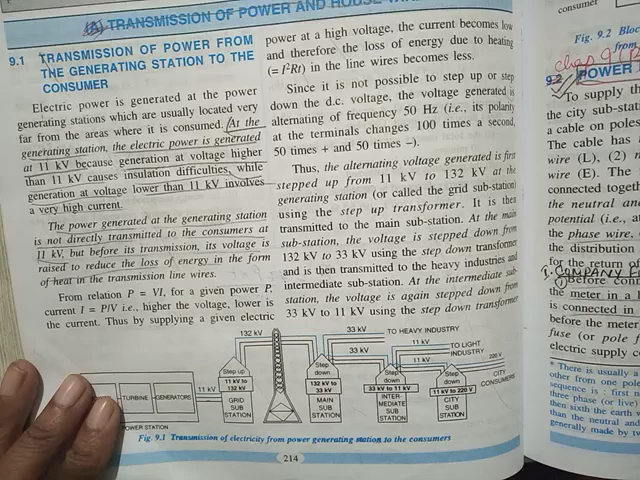 (A) TRANSMISSION OF POWER AND HOUSE
9.1 TRANSMISSION OF POWER FROM
THE GENERATING STATION TO THE
CONSUMER
Electric power is generated at the power
generating stations which are usually located very
far from the areas where it is consumed. At the
generating station, the electric power is generated
at 11 kV because generation at voltage higher
than 11 kV causes insulation difficulties, while
generation at voltage lower than 11 kV involves
a very high current.
The power generated at the generating station
is not directly transmitted to the consumers at
11 kV, but before its transmission, its voltage is
raised to reduce the loss of energy in the form
of heat in the transmission line wires.
From relation P = VI, for a given power P,
current I = P/V i.e., higher the voltage, lower is
the current. Thus by supplying a given electric
power at a high voltage, the current becomes low
and therefore the loss of energy due to heating
(= I²Rt) in the line wires becomes less.
Since it is not possible to step up or step
down the d.c. voltage, the voltage generated is
alternating of frequency 50 Hz (i.e., its polarity
at the terminals changes 100 times a second,
50 times + and 50 times –).
Thus, the alternating voltage generated is first
stepped up from 11 kV to 132 kV at the
generating station (or called the grid sub-station)
using the step up transformer. It is then
transmitted to the main sub-station. At the main
sub-station, the voltage is stepped down from
132 kV to 33 kV using the step down transformer
and is then transmitted to the heavy industries and
intermediate sub-station. At the intermediate sub-
station, the voltage is again stepped down from
33 kV to 11 kV using the step down transformer
132 kV
33 kV
TO HEAVY INDUSTRY
33 kV
11 kV
TO LIGHT
INDUSTRY
11 kV
220 V
CITY
CONSUMERS
TURBINE
GENERATORS
POWER STATION
11 kV
Step up
11 kV to
132 kV
GRID
SUB
STATION
Step
down
132 kV to
33 kV
MAIN
SUB
STATION
Step
down
33 kV to 11 kV
INTER-
MEDIATE
SUB
STATION
Step
down
11 kV to 220 V
CITY
SUB
STATION
Fig. 9.1 Transmission of electricity from power generating station to the consumers
214
consumer
Fig. 9.2 Bloc
from
chap 9
9.2 POWER
To supply th
the city sub-stat
a cable on poles
The cable has
wire (L), (2)
wire (E). The
connected toget
the neutral an
potential (i.e., at
the phase wire.
the distribution
for the return of
1. COMPANY F
Before con
the meter in a
is connected in
before the meter
fuse (or pole f
electric supply c
* There is usually a
other from one pol
sequence is : first n
three phase (or live)
then sixth the earth
than the neutral and
generally made by tw